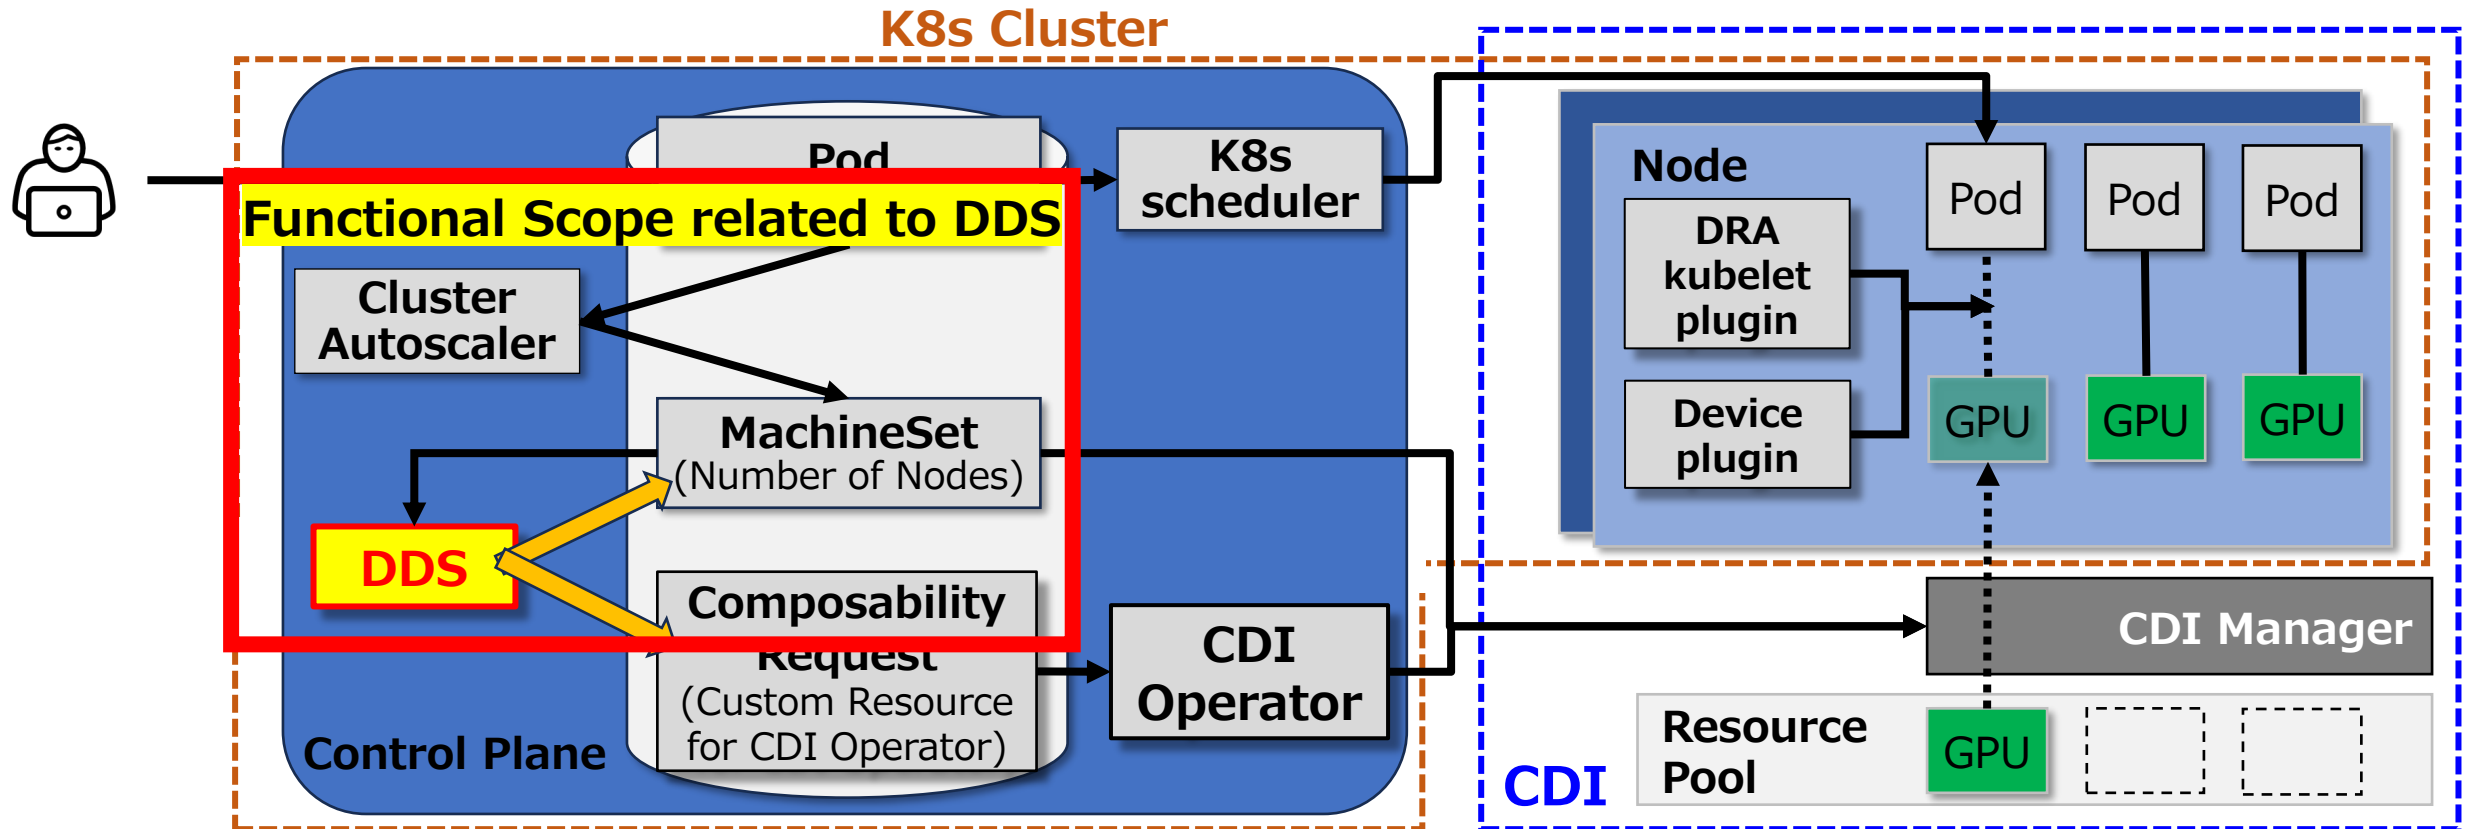 K8s Cluster
Pod
K8s
scheduler
Functional Scope related to DDS
Cluster
Autoscaler
MachineSet
(Number of Nodes)
DDS
Composability
Request
(Custom Resource
for CDI Operator)
CDI
Operator
Control Plane
Node
DRA
kubelet
plugin
Device
plugin
Pod
Pod
Pod
GPU
GPU
GPU
CDI Manager
Resource
Pool
GPU
CDI